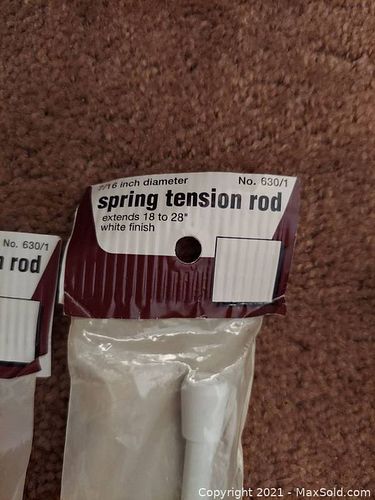 7/16 inch diameter No. 630/1
spring tension rod
extends 18 to 28"
white finish
No. 630/1
rod
Copyright © 2021 - MaxSold.com